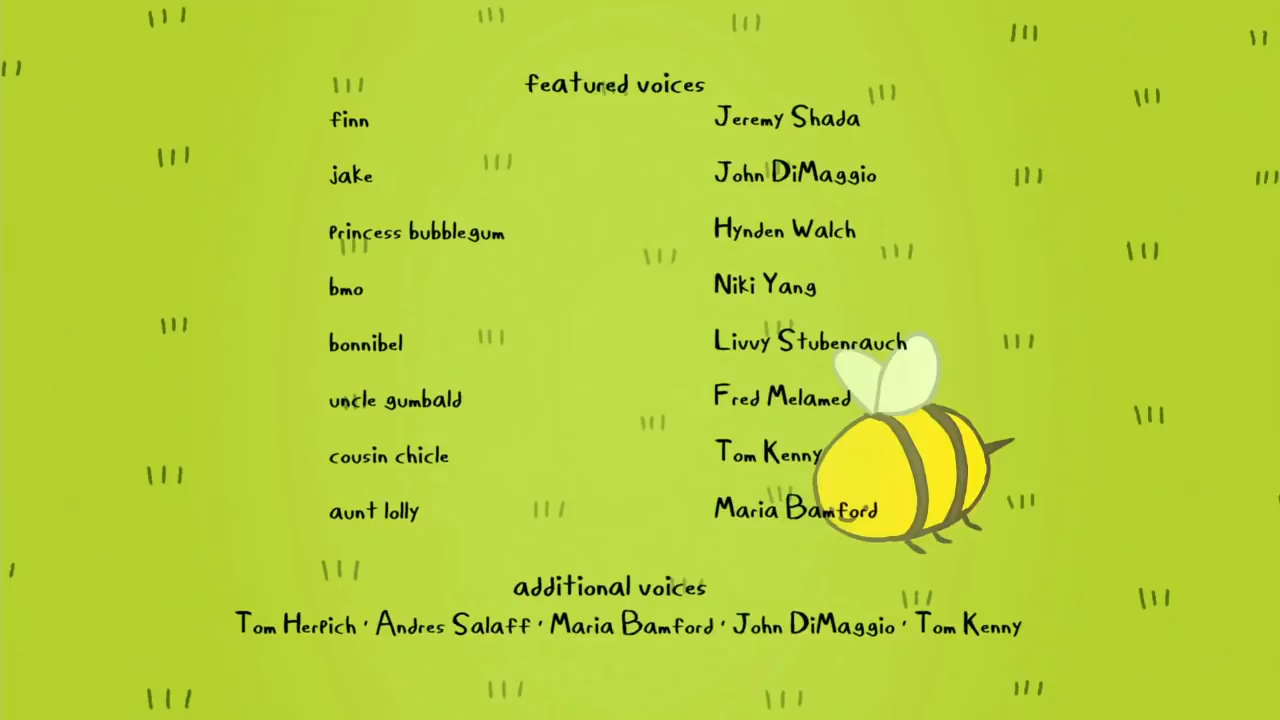 featured voices
finn Jeremy Shada
jake John DiMaggio
Princess bubblegum Hynden Walch
bmo Niki Yang
bonnibel Livvy Stubenrauch
uncle gumbald Fred Melamed
cousin chicle Tom Kenny
aunt lolly Maria Bamford
additional voices
Tom Herpich · Andres Salaff · Maria Bamford · John DiMaggio · Tom Kenny